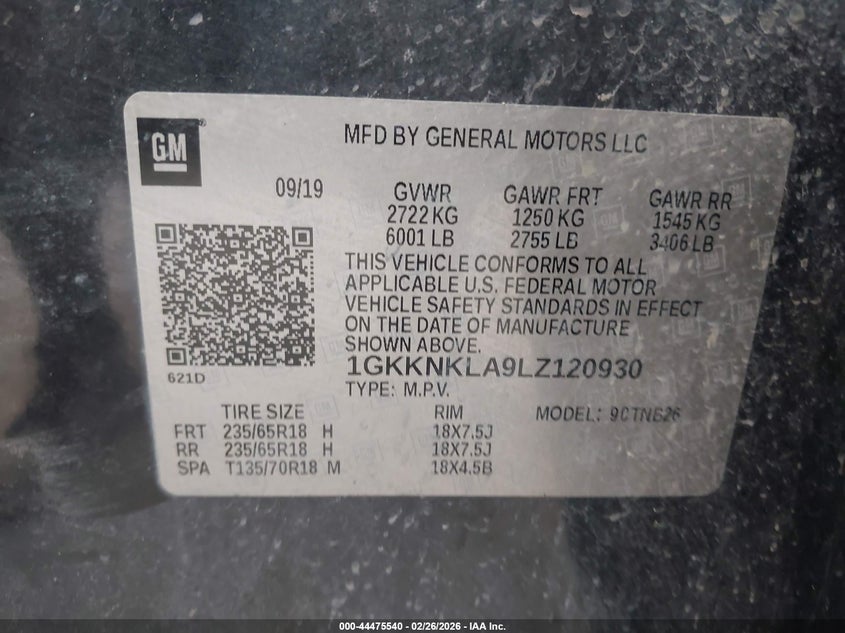 GM
MFD BY GENERAL MOTORS LLC
09/19 GVWR GAWR FRT GAWR RR
2722 KG 1250 KG 1545 KG
6001 LB 2755 LB 3406 LB
THIS VEHICLE CONFORMS TO ALL
APPLICABLE U.S. FEDERAL MOTOR
VEHICLE SAFETY STANDARDS IN EFFECT
ON THE DATE OF MANUFACTURE
SHOWN ABOVE.
621D
1GKKNKLA9LZ120930
TYPE: M.P.V.
TIRE SIZE RIM MODEL:
FRT 235/65R18 H 18X7.5J
RR 235/65R18 H 18X7.5J
SPA T135/70R18 M 18X4.5B
000-44475540 - 02/26/2026 - IAA Inc.